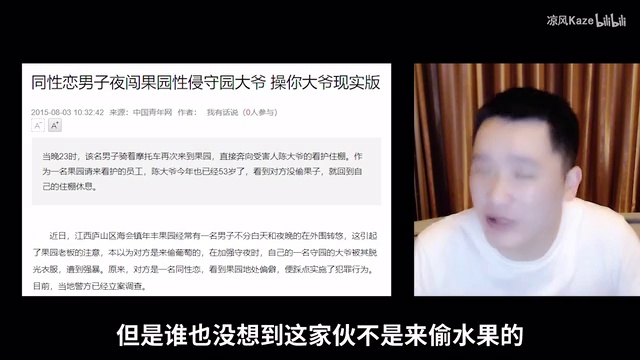 凉风Kaze bilibili
同性恋男子夜闯果园性侵守园大爷 操你大爷现实版
2015-08-03 10:32:42 来源：中国青年网 作者： 我有话说（0人参与）
A- A+
当晚23时，该名男子骑着摩托车再次来到果园，直接奔向受害人陈大爷的看护住棚。作
为一名果园请来看护的员工，陈大爷今年也已经53岁了，看到对方没偷果子，就回到自
己的住棚休息。
近日，江西庐山区海会镇年丰果园经常有一名男子不分白天和夜晚的在外围转悠，这引起
了果园老板的注意，本以为对方是来偷葡萄的，在加强守夜时，自己的一名守园的大爷被其脱
光衣服，遭到强暴。原来，对方是一名同性恋，看到果园地处偏僻，便踩点实施了犯罪行为。
目前，当地警方已经立案调查。
但是谁也没想到这家伙不是来偷水果的